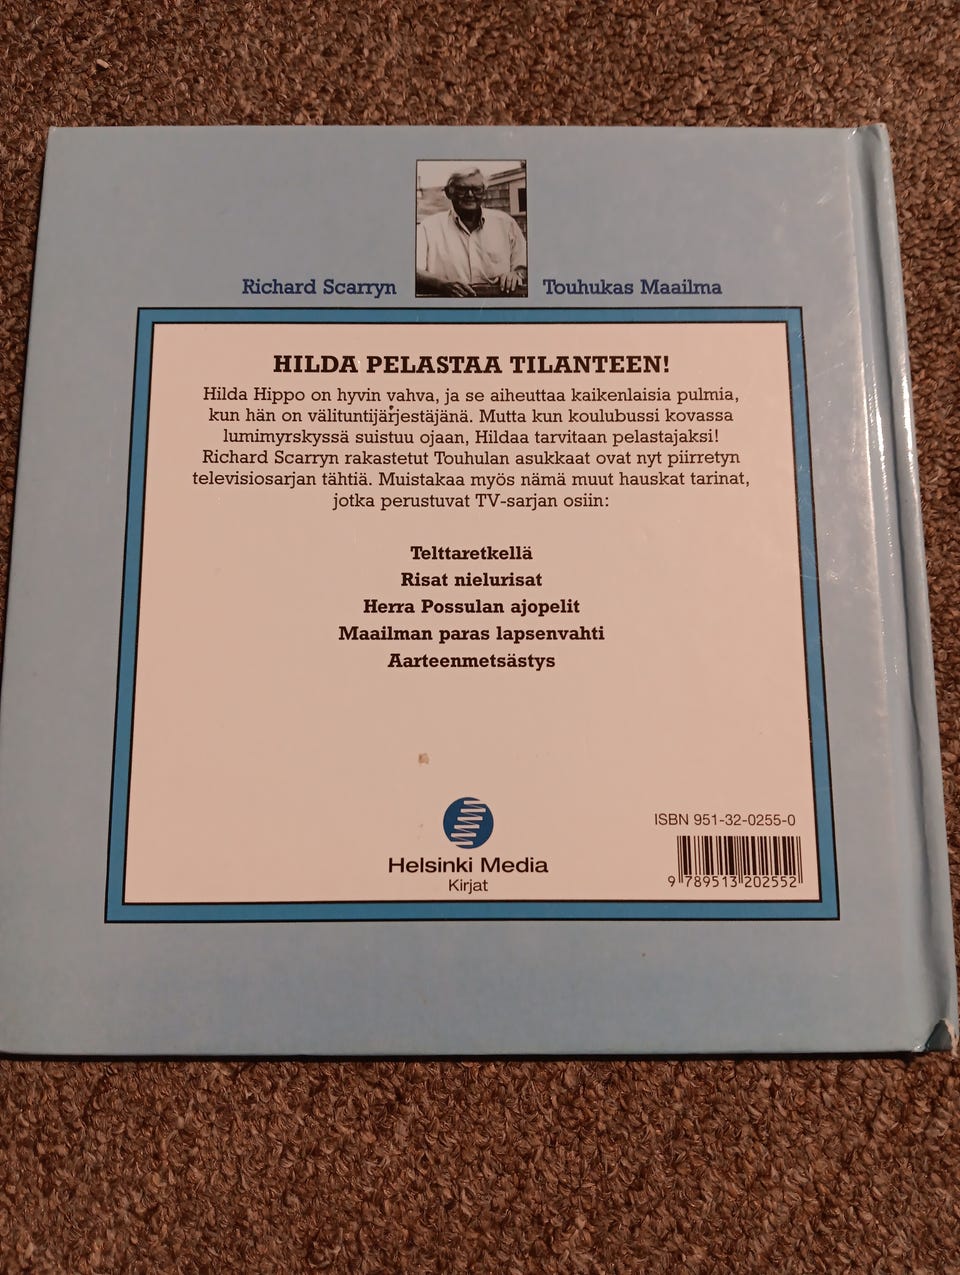 Richard Scarryn Touhukas Maailma
HILDA PELASTAA TILANTEEN!
Hilda Hippo on hyvin vahva, ja se aiheuttaa kaikenlaisia pulmia,
kun hän on välituntijärjestäjänä. Mutta kun koulubussi kovassa
lumimyrskyssä suistuu ojaan, Hildaa tarvitaan pelastajaksi!
Richard Scarryn rakastetut Touhulan asukkaat ovat nyt piirretyn
televisiosarjan tähtiä. Muistakaa myös nämä muut hauskat tarinat,
jotka perustuvat TV-sarjan osiin:
Telttaretkellä
Risat nielurisat
Herra Possulan ajopelit
Maailman paras lapsenvahti
Aarteenmetsästys
Helsinki Media
Kirjat
ISBN 951-32-0255-0
9 789513 202552